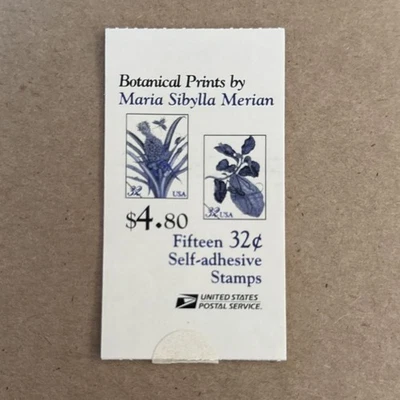 Botanical Prints by
Maria Sibylla Merian
32 USA
32 USA
$4.80
Fifteen 32¢
Self-adhesive
Stamps
UNITED STATES
POSTAL SERVICE.